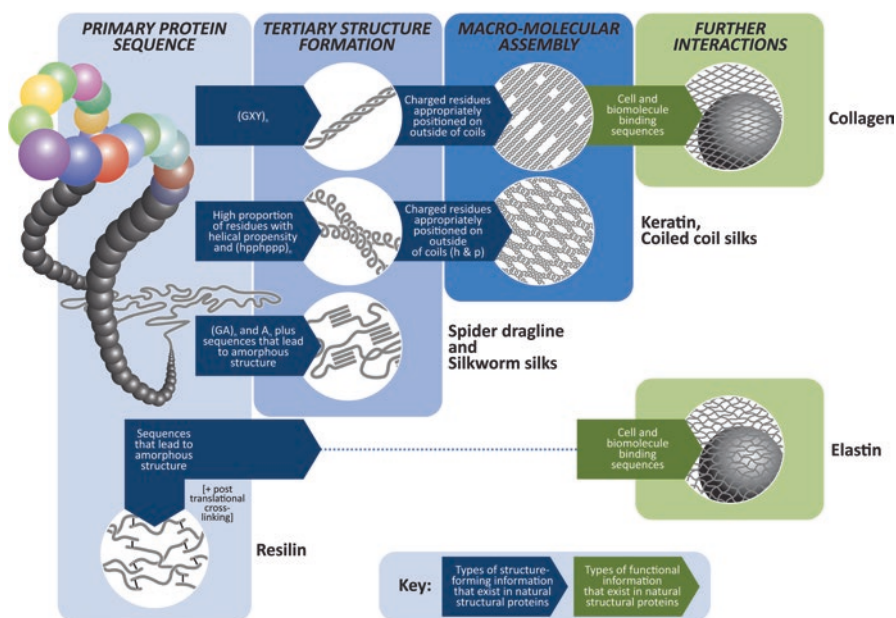 PRIMARY PROTEIN
SEQUENCE
TERTIARY STRUCTURE
FORMATION
MACRO-MOLECULAR
ASSEMBLY
FURTHER
INTERACTIONS
(GXY)n
Charged residues
appropriately
positioned on
outside of coils
Cell and
biomolecule
binding
sequences
Collagen
High proportion
of residues with
helical propensity
and (hpphppp)n
Charged residues
appropriately
positioned on
outside
of coils (h & p)
Keratin,
Coiled coil silks
(GA)n and An plus
sequences that lead
to amorphous
structure
Spider dragline
and
Silkworm silks
Sequences
that lead to
amorphous
structure
Cell and
biomolecule
binding
sequences
Elastin
[+ post
translational
cross-
linking]
Resilin
Key:
Types of structure-
forming information
that exist in natural
structural proteins
Types of functional
information
that exist in natural
structural proteins